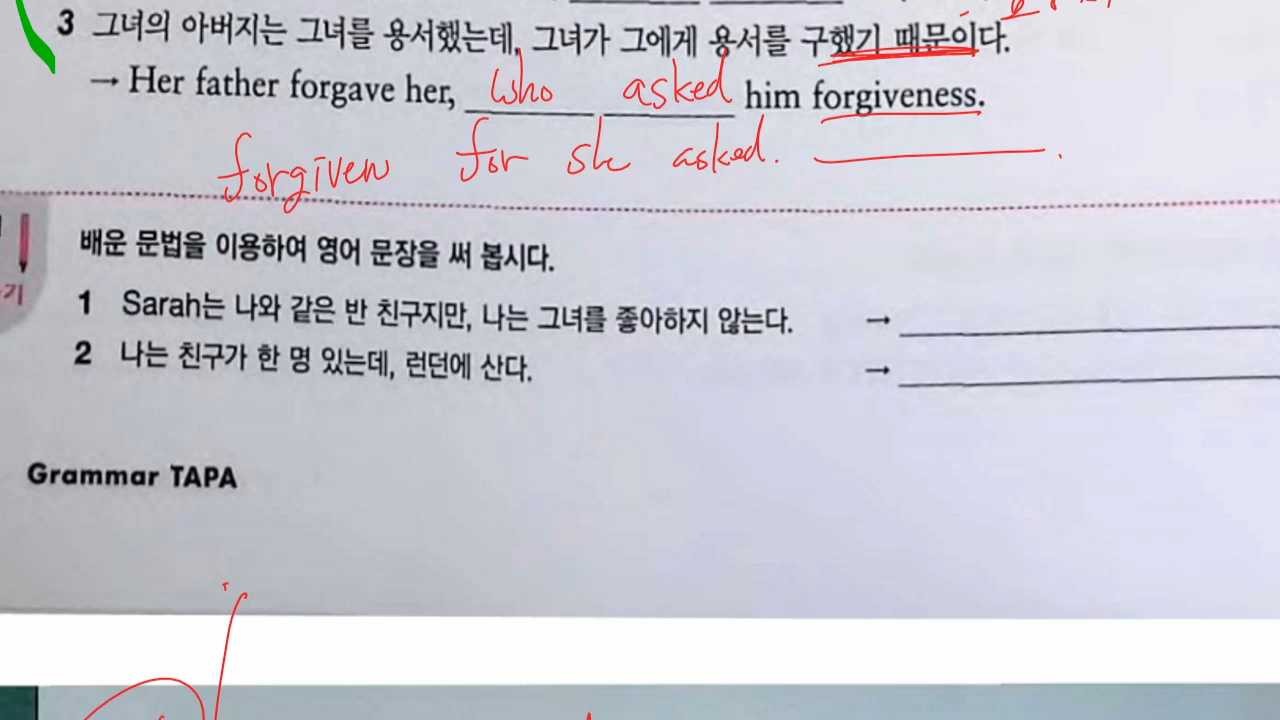 3 그녀의 아버지는 그녀를 용서했는데, 그녀가 그에게 용서를 구했기 때문이다.
→ Her father forgave her, who asked him forgiveness.
forgiven for she asked.
배운 문법을 이용하여 영어 문장을 써 봅시다.
기
1 Sarah는 나와 같은 반 친구지만, 나는 그녀를 좋아하지 않는다. →
2 나는 친구가 한 명 있는데, 런던에 산다. →
Grammar TAPA